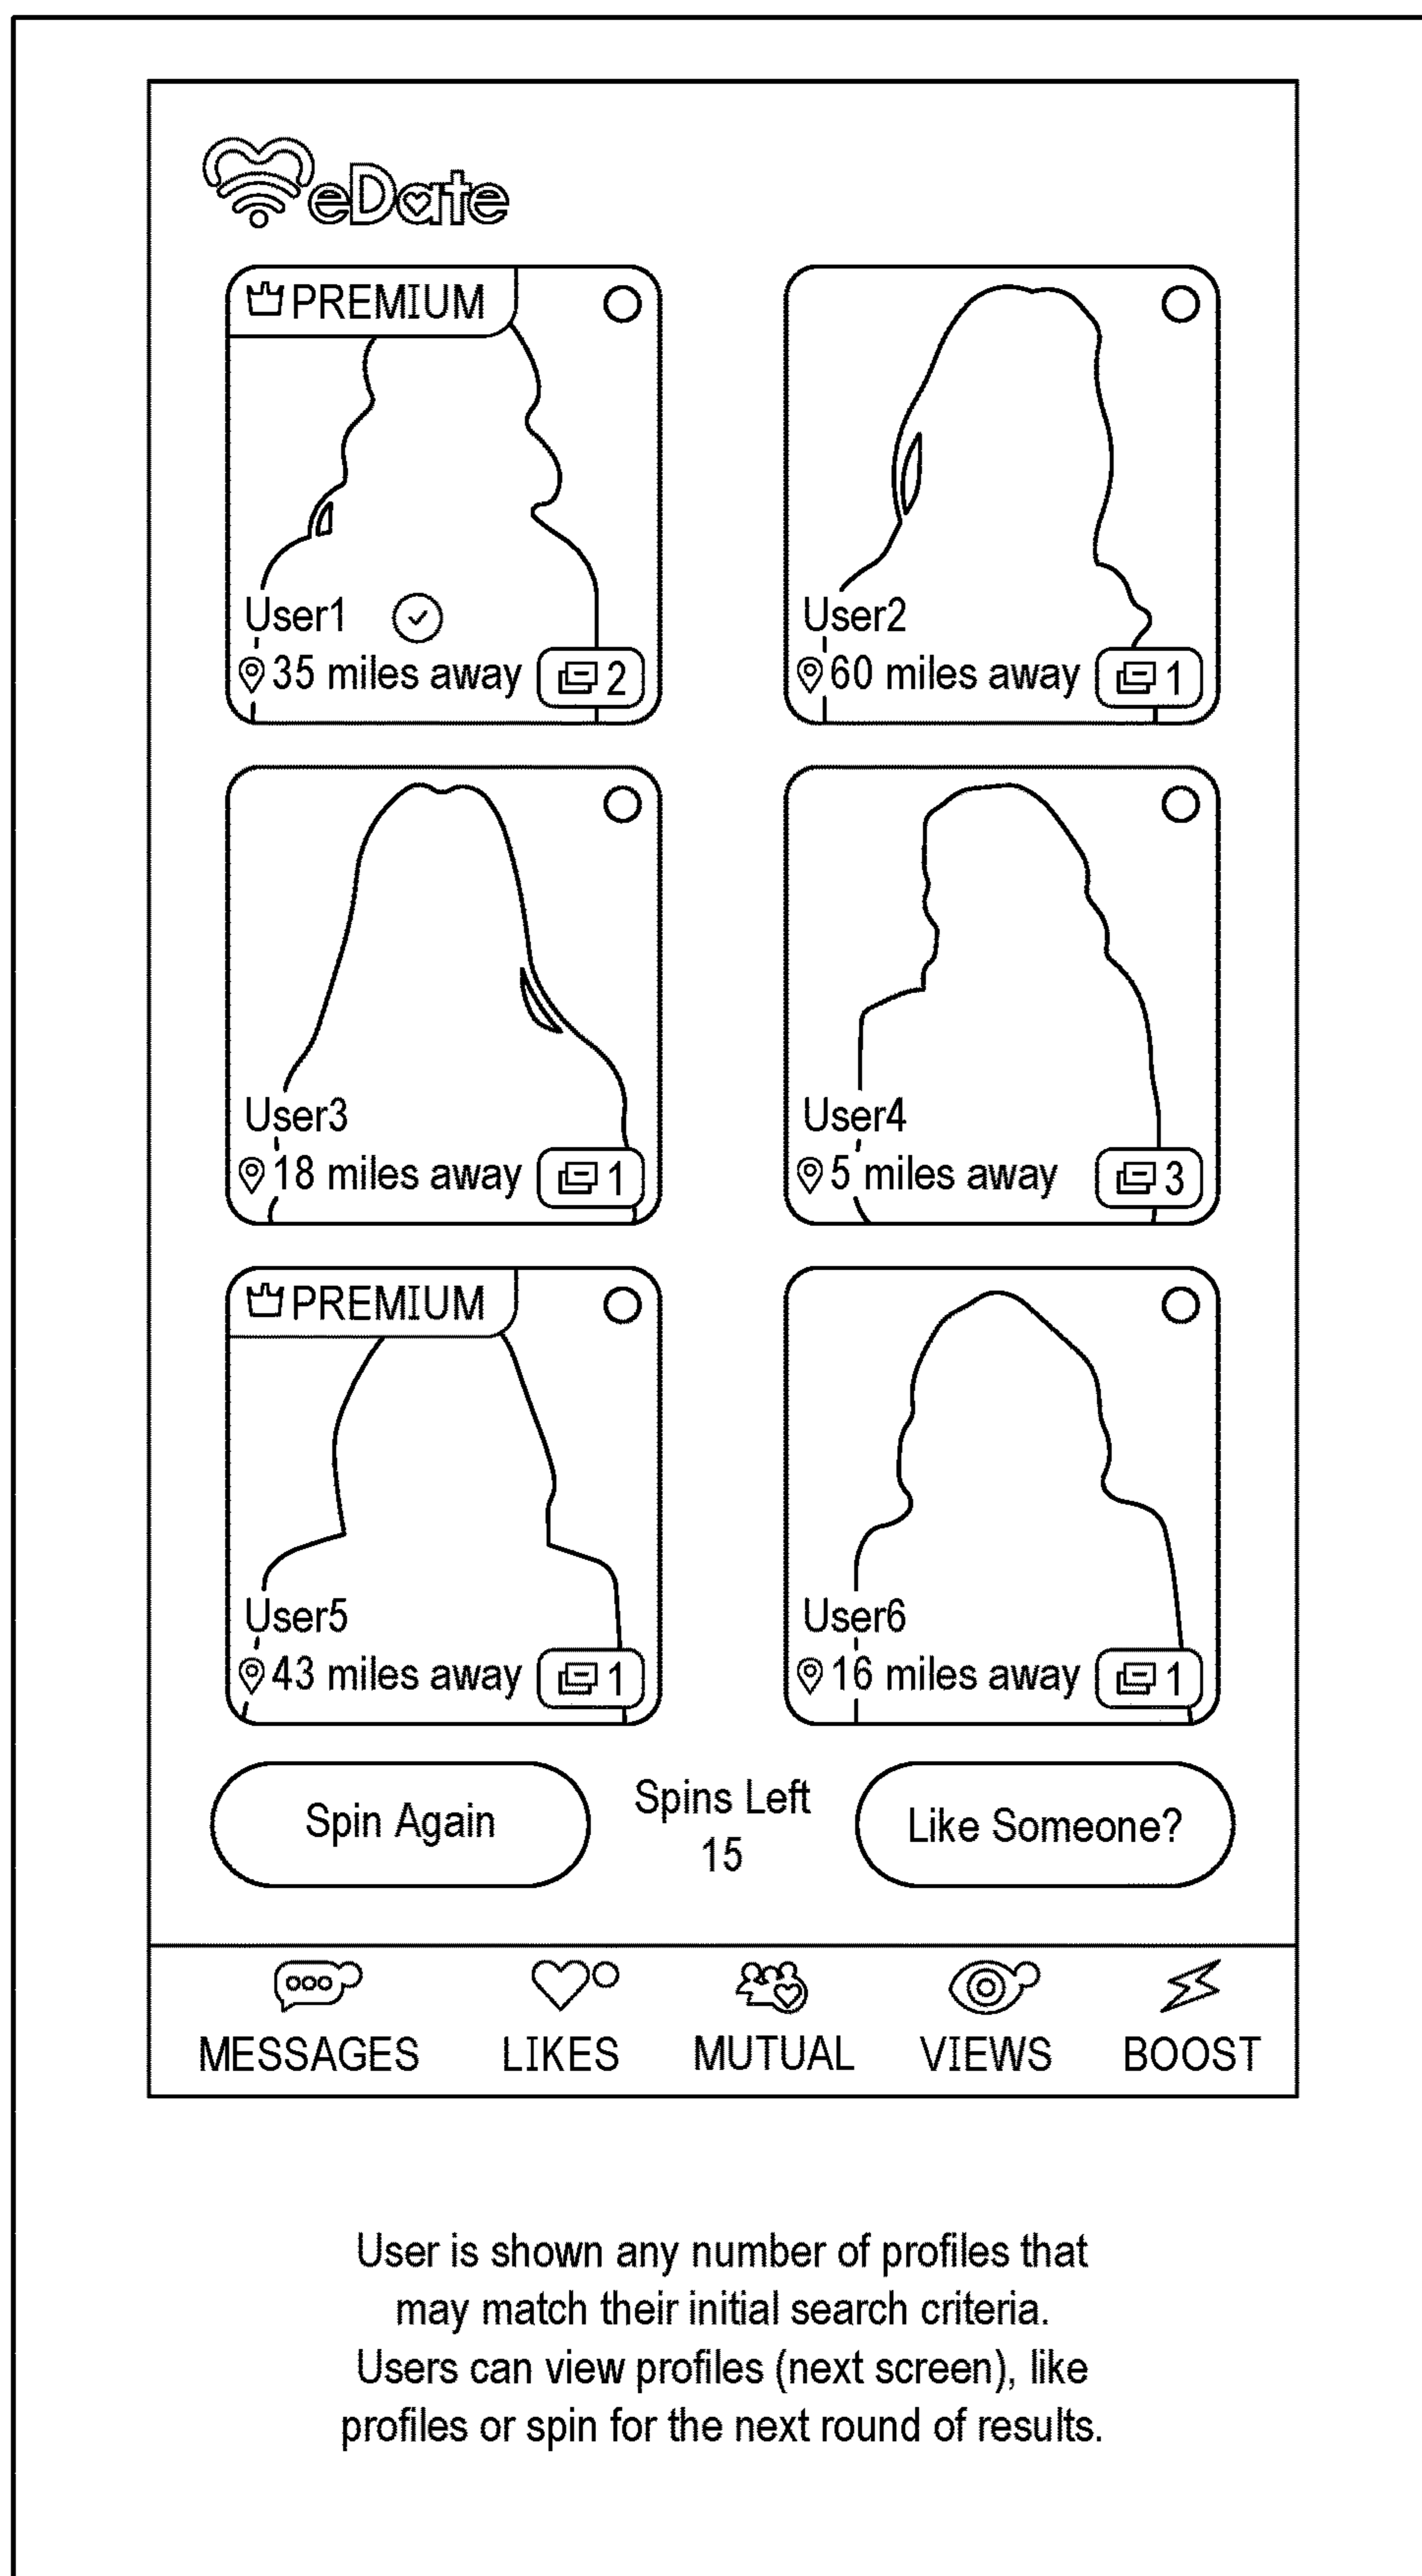 eDate
PREMIUM
User1
35 miles away 2
User2
60 miles away 1
User3
18 miles away 1
User4
5 miles away 3
PREMIUM
User5
43 miles away 1
User6
16 miles away 1
Spin Again
Spins Left
15
Like Someone?
MESSAGES LIKES MUTUAL VIEWS BOOST
User is shown any number of profiles that
may match their initial search criteria.
Users can view profiles (next screen), like
profiles or spin for the next round of results.